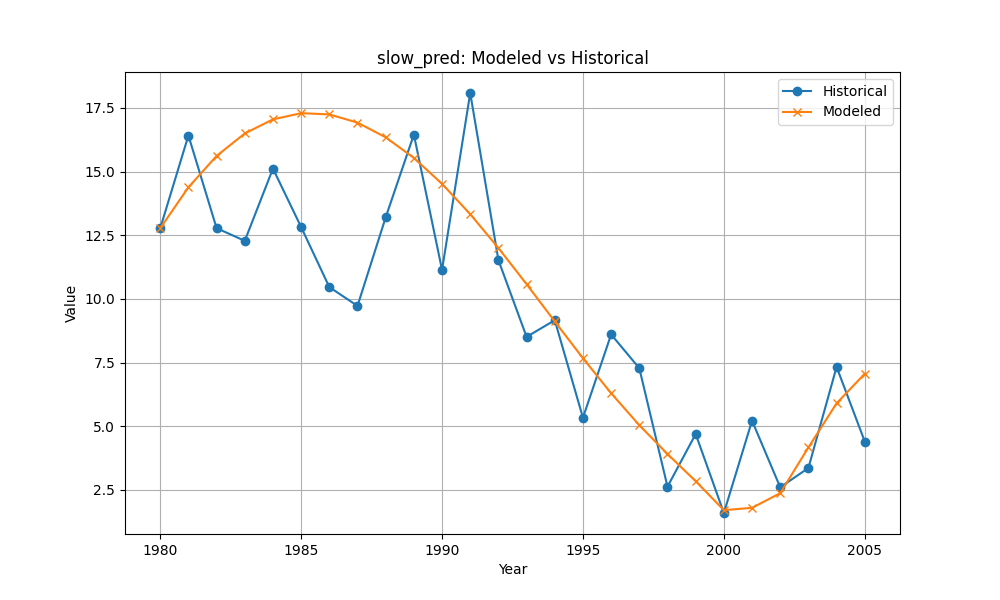 slow_pred: Modeled vs Historical
Historical
Modeled
17.5
15.0
12.5
10.0
7.5
5.0
2.5
Value
1980 1985 1990 1995 2000 2005
Year